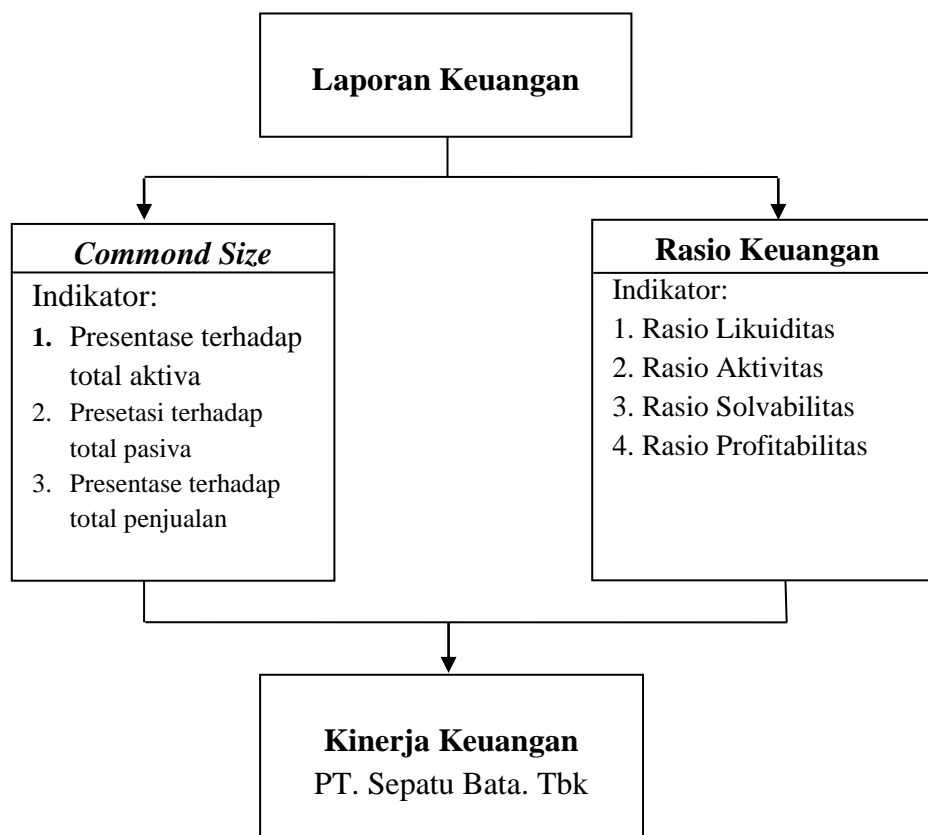 Laporan Keuangan
Commond Size
Indikator:
1. Presentase terhadap
total aktiva
2. Presetasi terhadap
total pasiva
3. Presentase terhadap
total penjualan
Rasio Keuangan
Indikator:
1. Rasio Likuiditas
2. Rasio Aktivitas
3. Rasio Solvabilitas
4. Rasio Profitabilitas
Kinerja Keuangan
PT. Sepatu Bata. Tbk